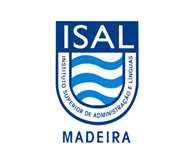 ISAL
INSTITUTO SUPERIOR DE ADMINISTRAÇÃO E LÍNGUAS
MADEIRA